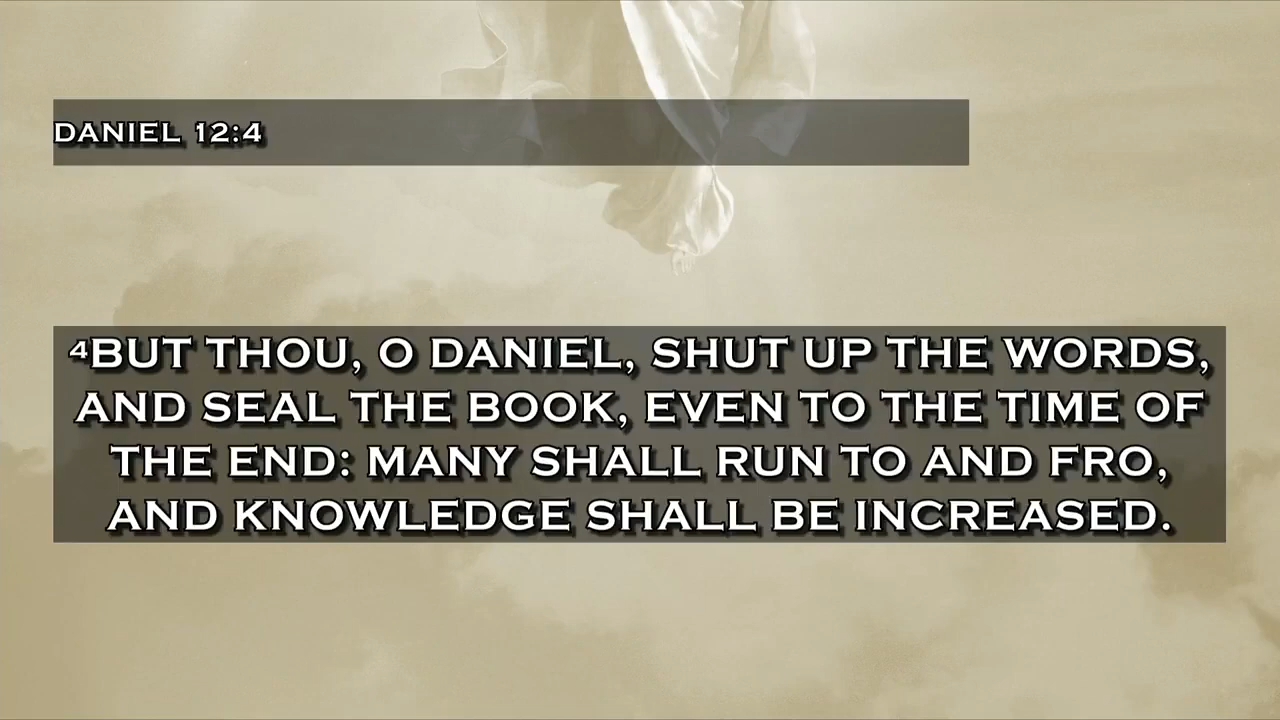 DANIEL 12:4
⁴BUT THOU, O DANIEL, SHUT UP THE WORDS,
AND SEAL THE BOOK, EVEN TO THE TIME OF
THE END: MANY SHALL RUN TO AND FRO,
AND KNOWLEDGE SHALL BE INCREASED.